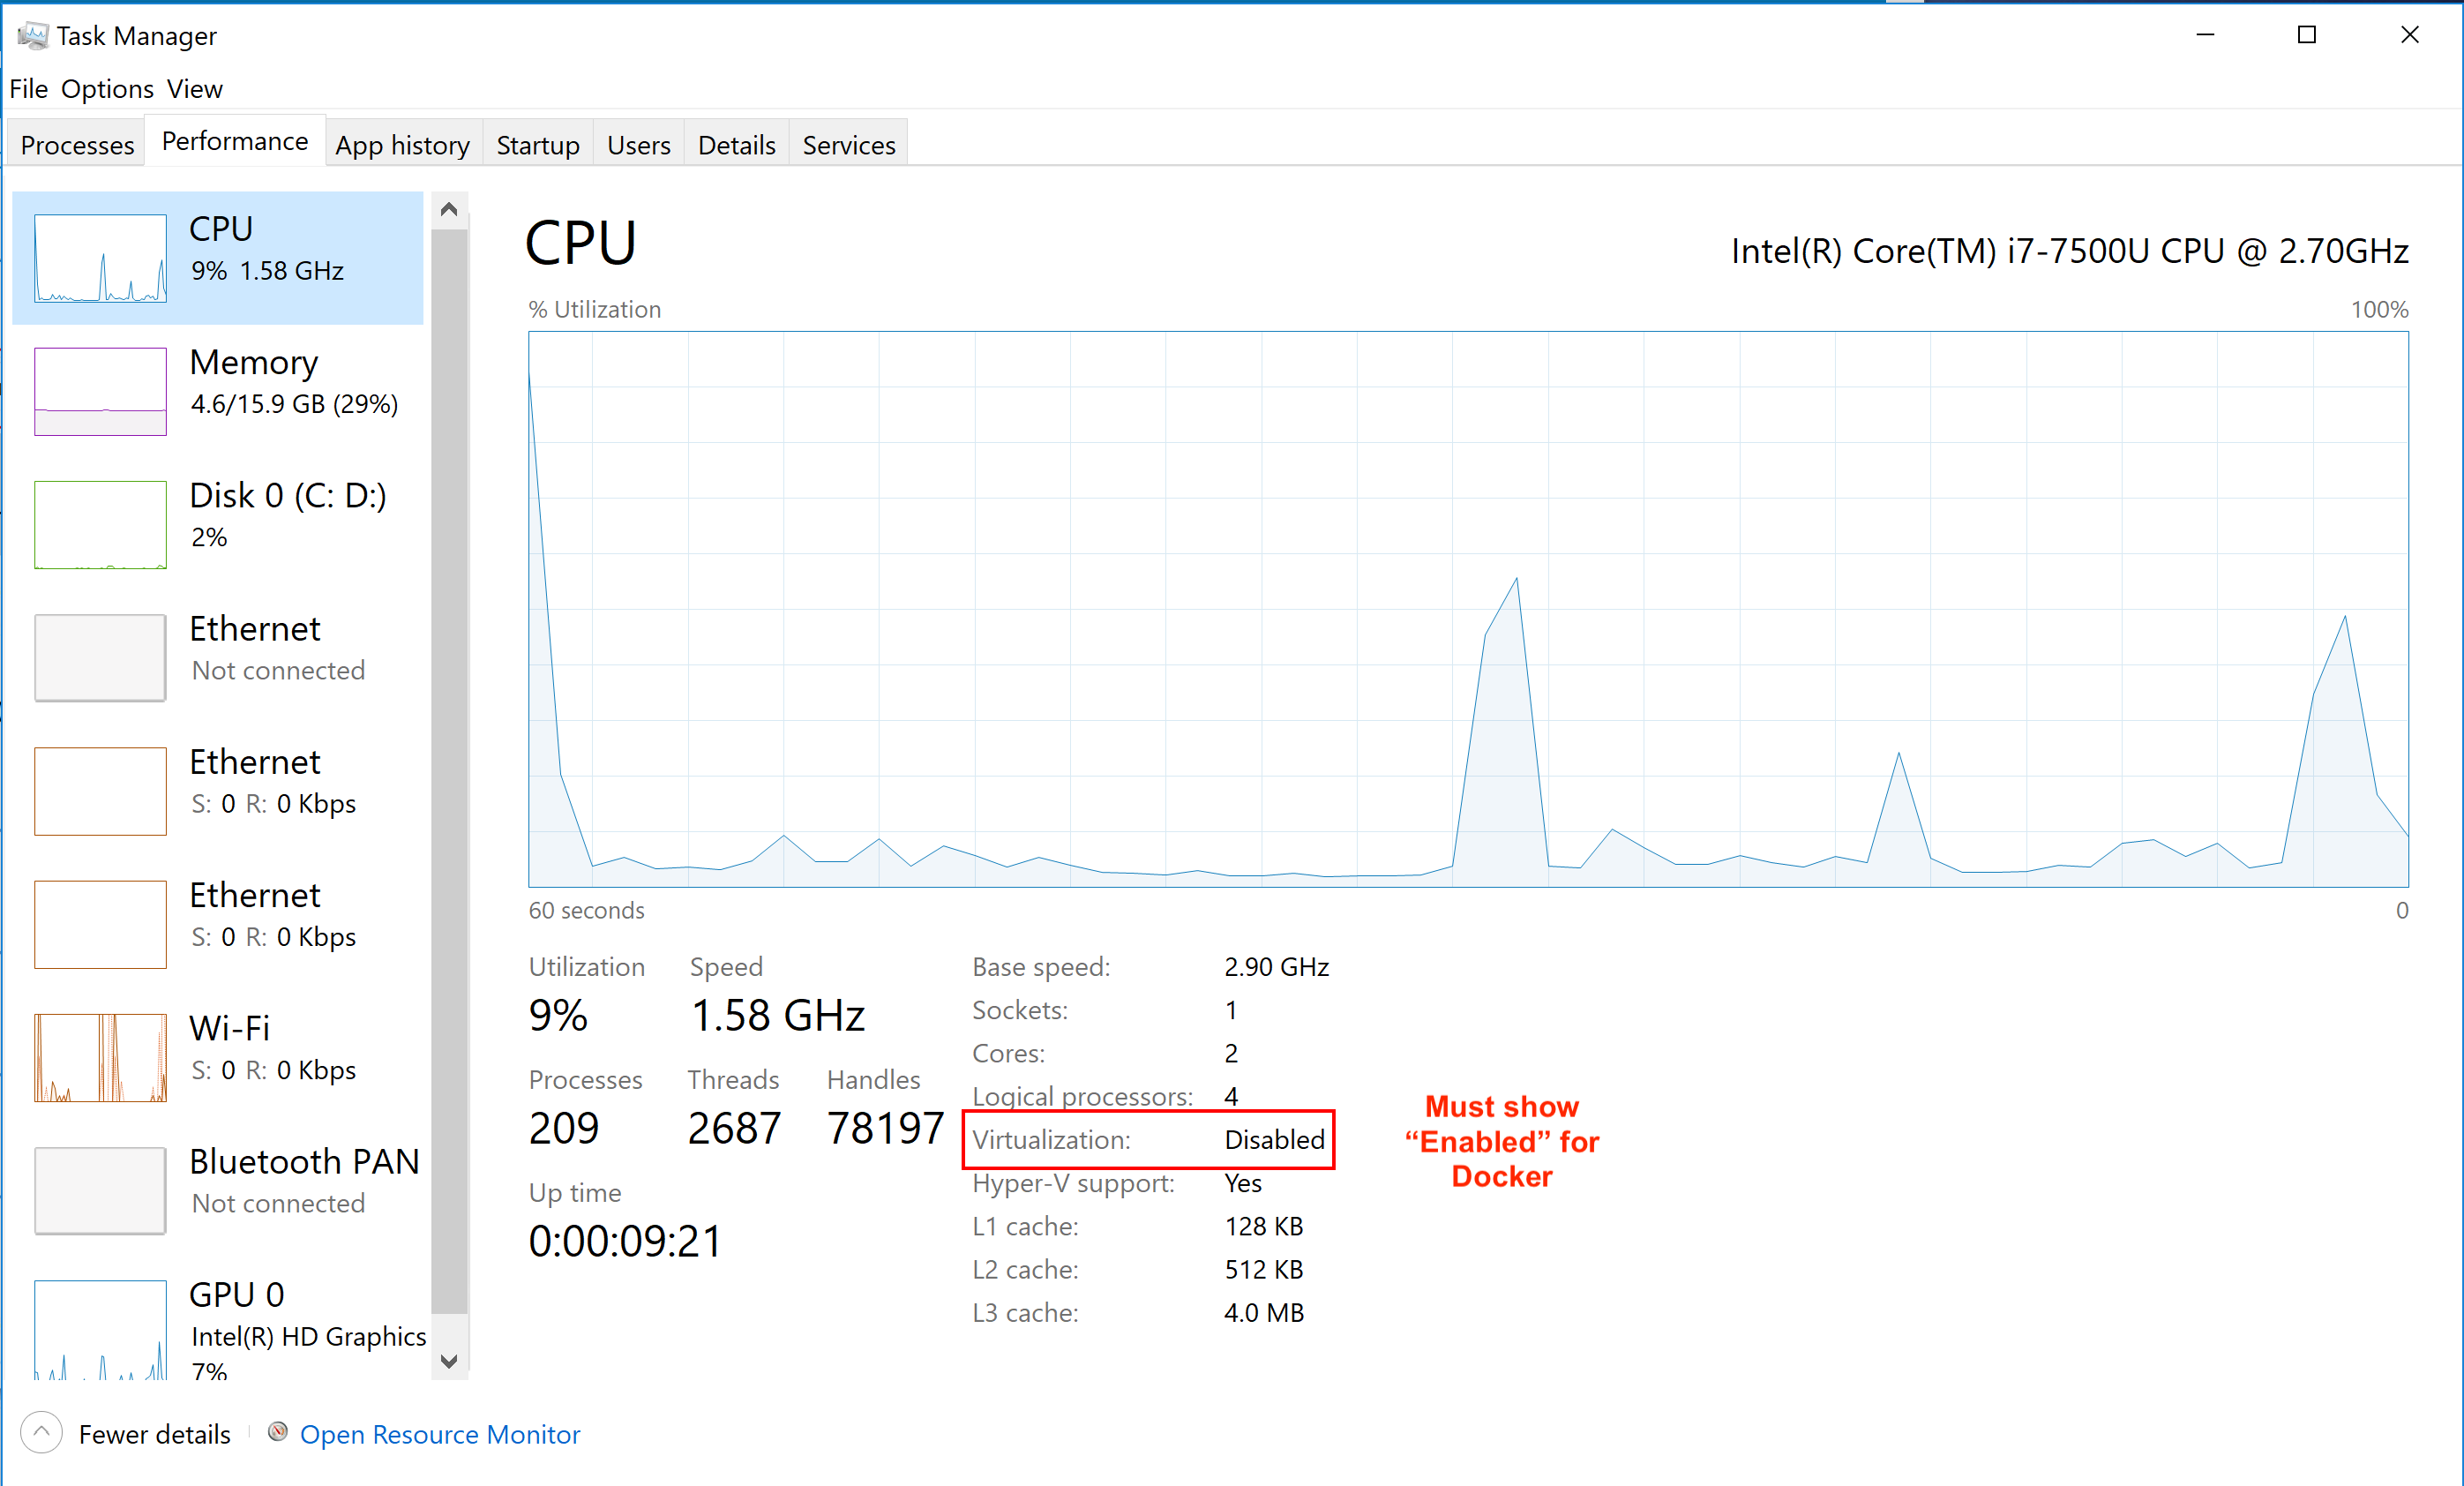 Task Manager
File Options View
Processes Performance App history Startup Users Details Services
CPU
9% 1.58 GHz
Memory
4.6/15.9 GB (29%)
Disk 0 (C: D:)
2%
Ethernet
Not connected
Ethernet
S: 0 R: 0 Kbps
Ethernet
S: 0 R: 0 Kbps
Wi-Fi
S: 0 R: 0 Kbps
Bluetooth PAN
Not connected
GPU 0
Intel(R) HD Graphics
7%
CPU
Intel(R) Core(TM) i7-7500U CPU @ 2.70GHz
% Utilization
100%
60 seconds
0
Utilization Speed
9% 1.58 GHz
Processes Threads Handles
209 2687 78197
Up time
0:00:09:21
Base speed: 2.90 GHz
Sockets: 1
Cores: 2
Logical processors: 4
Virtualization: Disabled
Hyper-V support: Yes
L1 cache: 128 KB
L2 cache: 512 KB
L3 cache: 4.0 MB
Must show
“Enabled” for
Docker
Fewer details
Open Resource Monitor